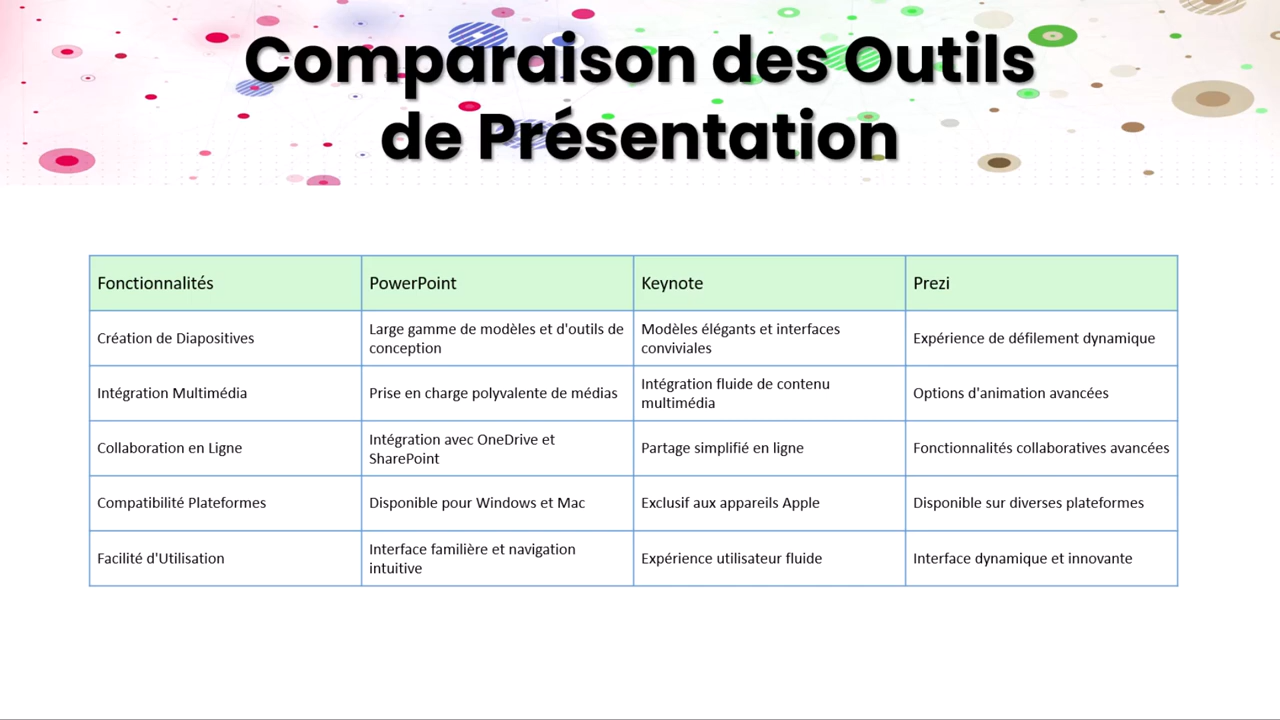 Comparaison des Outils
de Présentation
Fonctionnalités
PowerPoint
Keynote
Prezi
Création de Diapositives
Large gamme de modèles et d'outils de
conception
Modèles élégants et interfaces
conviviales
Expérience de défilement dynamique
Intégration Multimédia
Prise en charge polyvalente de médias
Intégration fluide de contenu
multimédia
Options d'animation avancées
Collaboration en Ligne
Intégration avec OneDrive et
SharePoint
Partage simplifié en ligne
Fonctionnalités collaboratives avancées
Compatibilité Plateformes
Disponible pour Windows et Mac
Exclusif aux appareils Apple
Disponible sur diverses plateformes
Facilité d'Utilisation
Interface familière et navigation
intuitive
Expérience utilisateur fluide
Interface dynamique et innovante